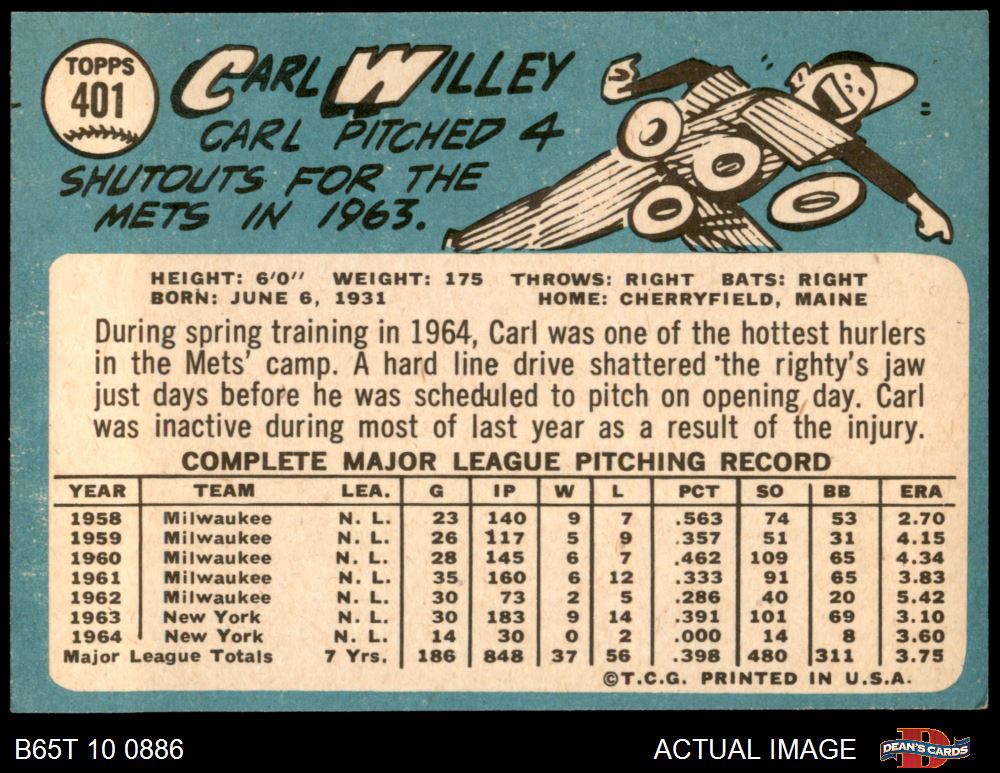 TOPPS
401
CARL WILLEY
CARL PITCHED 4
SHUTOUTS FOR THE
METS IN 1963.
HEIGHT: 6'0" WEIGHT: 175 THROWS: RIGHT BATS: RIGHT
BORN: JUNE 6, 1931 HOME: CHERRYFIELD, MAINE
During spring training in 1964, Carl was one of the hottest hurlers
in the Mets' camp. A hard line drive shattered the righty's jaw
just days before he was scheduled to pitch on opening day. Carl
was inactive during most of last year as a result of the injury.
COMPLETE MAJOR LEAGUE PITCHING RECORD
YEAR TEAM LEA. G IP W L PCT SO BB ERA
1958 Milwaukee N. L. 23 140 9 7 .563 74 53 2.70
1959 Milwaukee N. L. 26 117 5 9 .357 51 31 4.15
1960 Milwaukee N. L. 28 145 6 7 .462 109 65 4.34
1961 Milwaukee N. L. 35 160 6 12 .333 91 65 3.83
1962 Milwaukee N. L. 30 73 2 5 .286 40 20 5.42
1963 New York N. L. 30 183 9 14 .391 101 69 3.10
1964 New York N. L. 14 30 0 2 .000 14 8 3.60
Major League Totals 7 Yrs. 186 848 37 56 .398 480 311 3.75
©T.C.G. PRINTED IN U.S.A.
B65T 10 0886 ACTUAL IMAGE DEAN'S CARDS